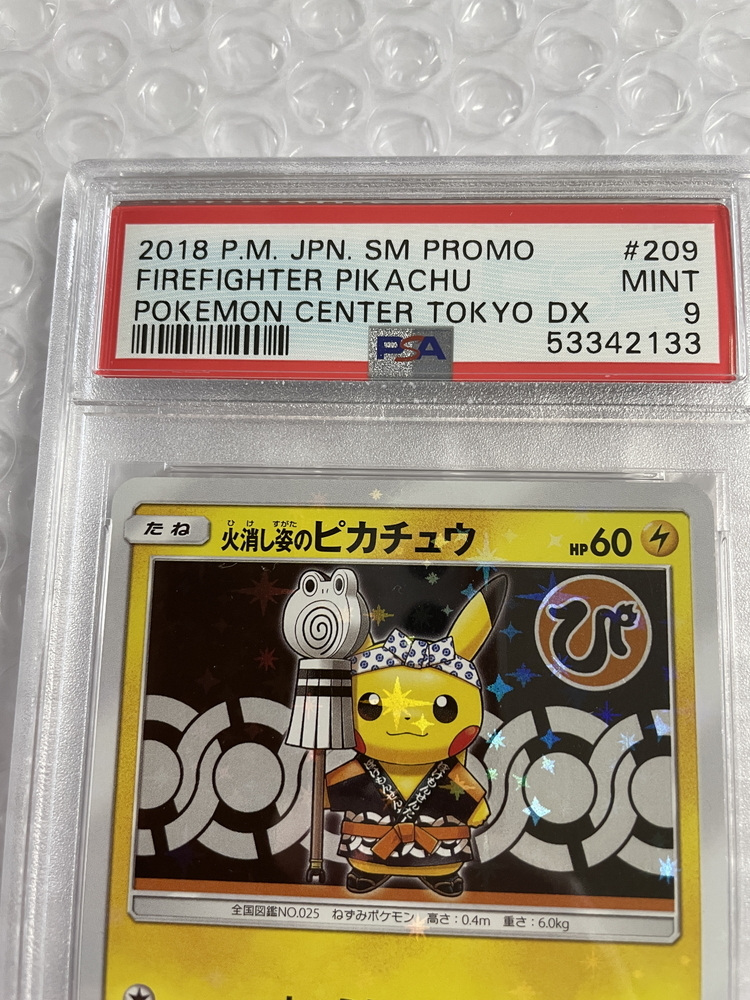 2018 P.M. JPN. SM PROMO #209
FIREFIGHTER PIKACHU MINT
POKEMON CENTER TOKYO DX 9
PSA 53342133
たね 火消し姿のピカチュウ HP60
ひけ すがた
ぴ
全国図鑑NO.025 ねずみポケモン 高さ:0.4m 重さ:6.0kg